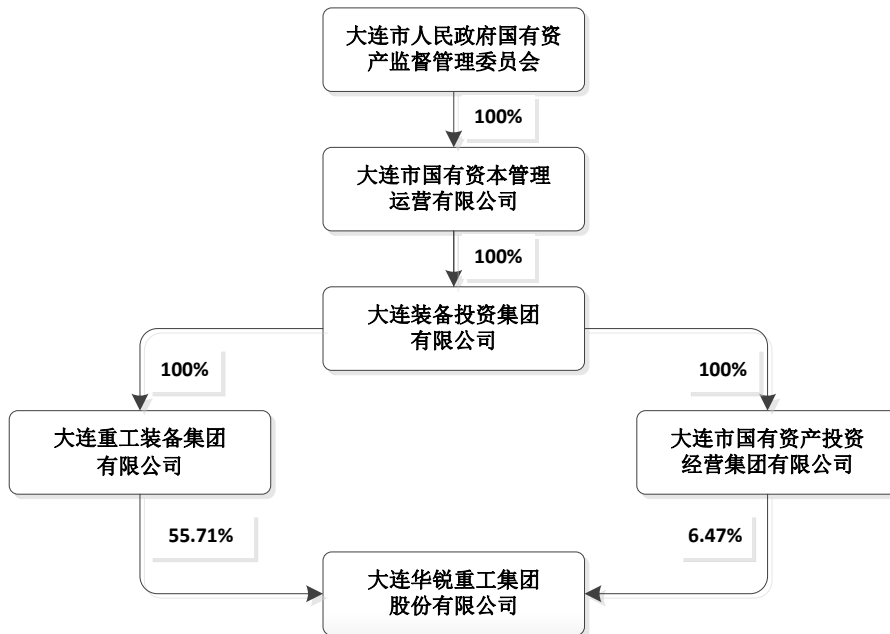 大连市人民政府国有资
产监督管理委员会
100%
大连市国有资本管理
运营有限公司
100%
大连装备投资集团
有限公司
100%
100%
大连重工装备集团
有限公司
大连市国有资产投资
经营集团有限公司
55.71%
6.47%
大连华锐重工集团
股份有限公司